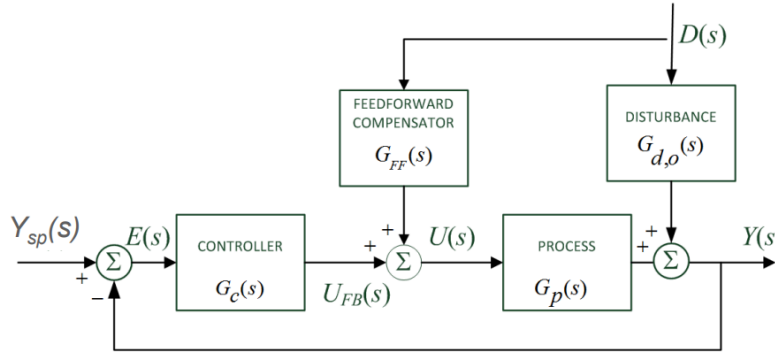 D(s)
FEEDFORWARD
COMPENSATOR
G_FF(s)
DISTURBANCE
G_d,o(s)
Y_sp(s)
E(s)
CONTROLLER
G_c(s)
U_FB(s)
U(s)
PROCESS
G_p(s)
Y(s
+
−
Σ
+
+
Σ
+
+
Σ